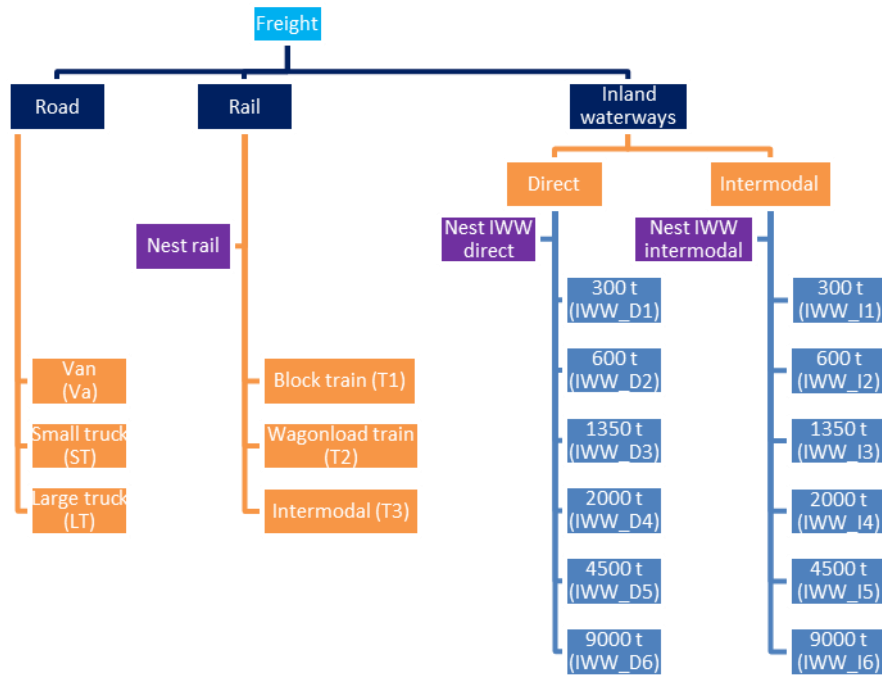 Freight
Road
Rail
Inland
waterways
Direct
Intermodal
Nest rail
Nest IWW
direct
Nest IWW
intermodal
300 t
(IWW_D1)
300 t
(IWW_I1)
Van
(Va)
Block train (T1)
600 t
(IWW_D2)
600 t
(IWW_I2)
Small truck
(ST)
Wagonload train
(T2)
1350 t
(IWW_D3)
1350 t
(IWW_I3)
Large truck
(LT)
Intermodal (T3)
2000 t
(IWW_D4)
2000 t
(IWW_I4)
4500 t
(IWW_D5)
4500 t
(IWW_I5)
9000 t
(IWW_D6)
9000 t
(IWW_I6)